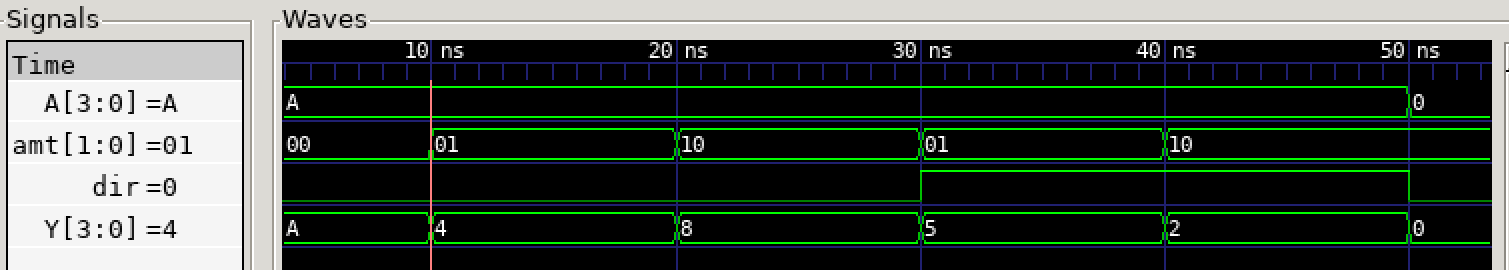 Signals
Waves
Time
10 ns 20 ns 30 ns 40 ns 50 ns
A[3:0]=A
A 0
amt[1:0]=01
00 01 10 01 10
dir=0
Y[3:0]=4
A 4 8 5 2 0